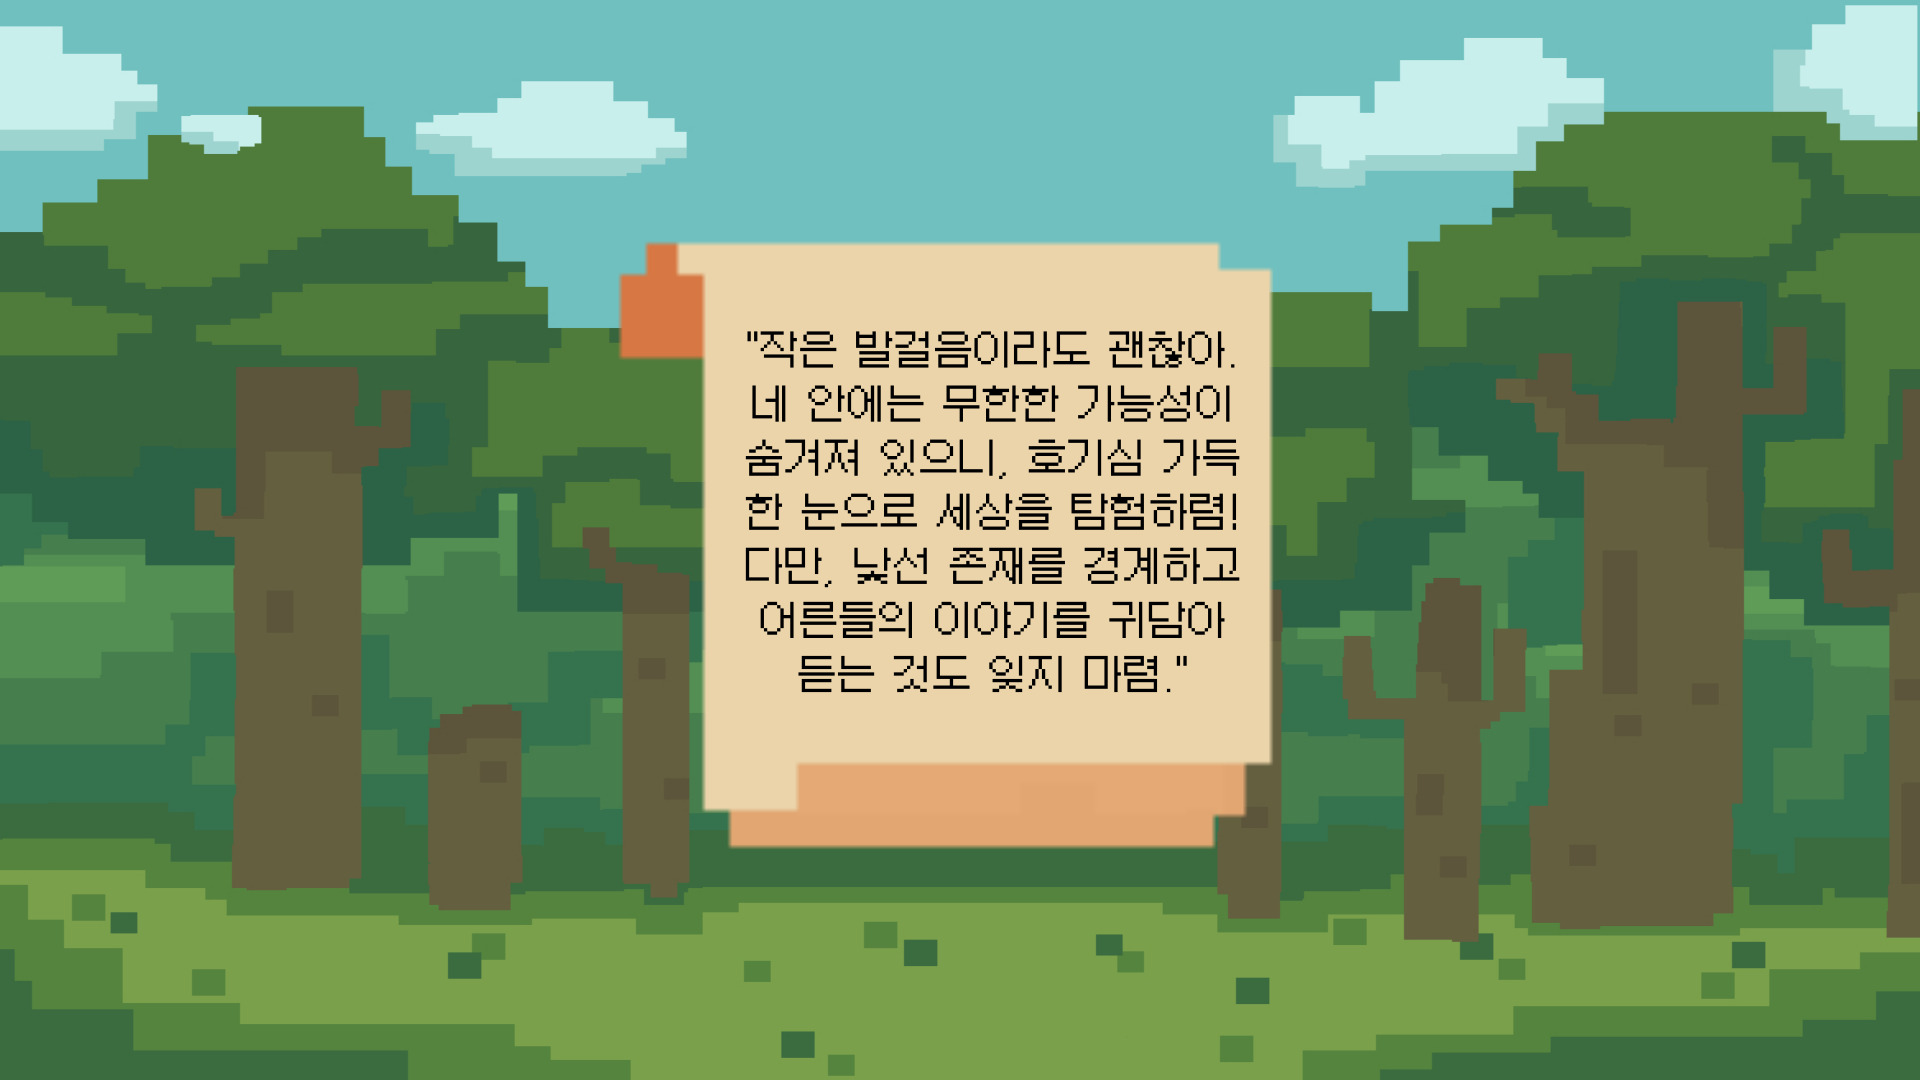 "작은 발걸음이라도 괜찮아.
네 안에는 무한한 가능성이
숨겨져 있으니, 호기심 가득
한 눈으로 세상을 탐험하렴!
다만, 낯선 존재를 경계하고
어른들의 이야기를 귀담아
듣는 것도 잊지 마렴."